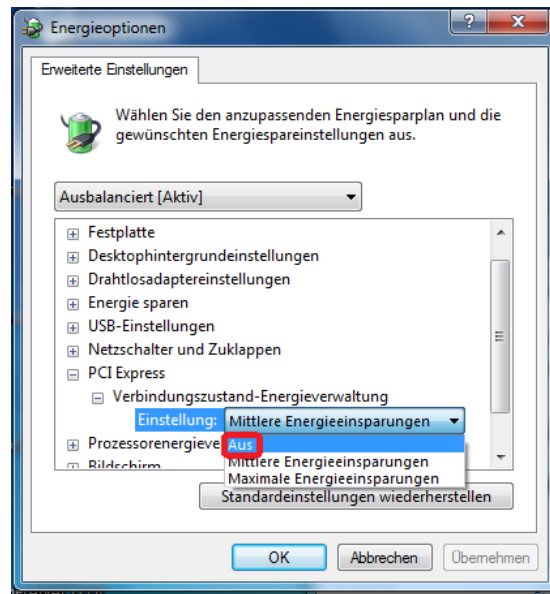 Energieoptionen
?
X
Erweiterte Einstellungen
Wählen Sie den anzupassenden Energiesparplan und die
gewünschten Energiespareinstellungen aus.
Ausbalanciert [Aktiv]
Festplatte
Desktophintergrundeinstellungen
Drahtlosadaptereinstellungen
Energie sparen
USB-Einstellungen
Netzschalter und Zuklappen
PCI Express
Verbindungszustand-Energieverwaltung
Einstellung: Mittlere Energieeinsparungen
Prozessorenergieve Aus
Bildschirm Mittlere Energieeinsparungen
Maximale Energieeinsparungen
Standardeinstellungen wiederherstellen
OK Abbrechen Übernehmen